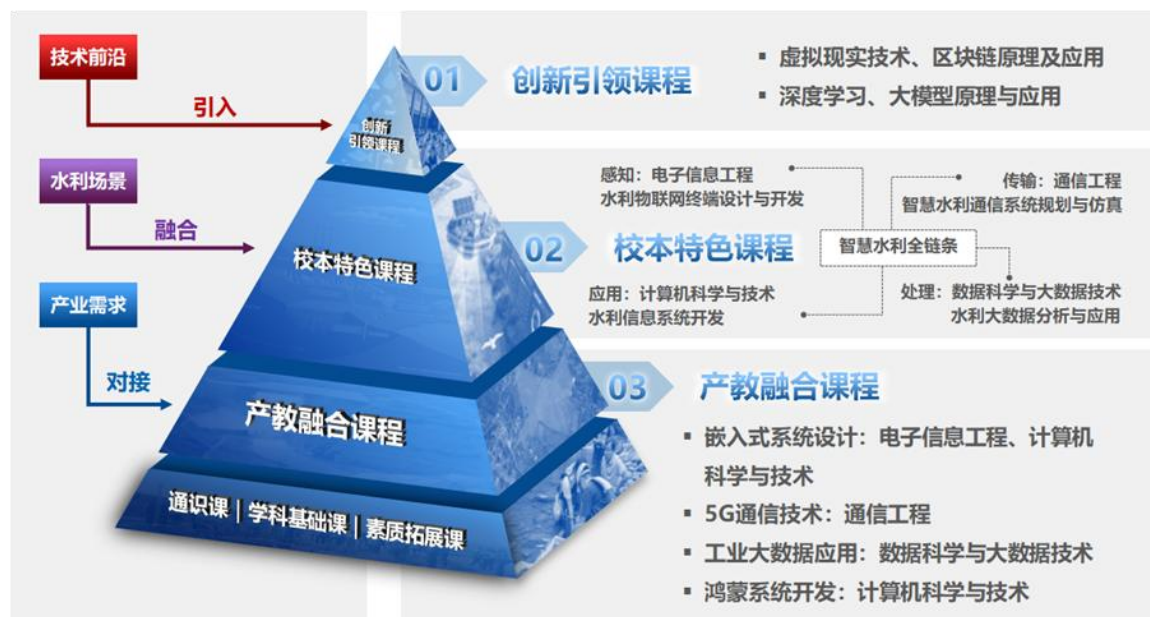 技术前沿
引入
水利场景
融合
产业需求
对接
创新
引领课程
校本特色课程
产教融合课程
通识课 | 学科基础课 | 素质拓展课
01
创新引领课程
▪ 虚拟现实技术、区块链原理及应用
▪ 深度学习、大模型原理与应用
02
校本特色课程
感知：电子信息工程
水利物联网终端设计与开发
传输：通信工程
智慧水利通信系统规划与仿真
智慧水利全链条
应用：计算机科学与技术
水利信息系统开发
处理：数据科学与大数据技术
水利大数据分析与应用
03
产教融合课程
▪ 嵌入式系统设计：电子信息工程、计算机
科学与技术
▪ 5G通信技术：通信工程
▪ 工业大数据应用：数据科学与大数据技术
▪ 鸿蒙系统开发：计算机科学与技术